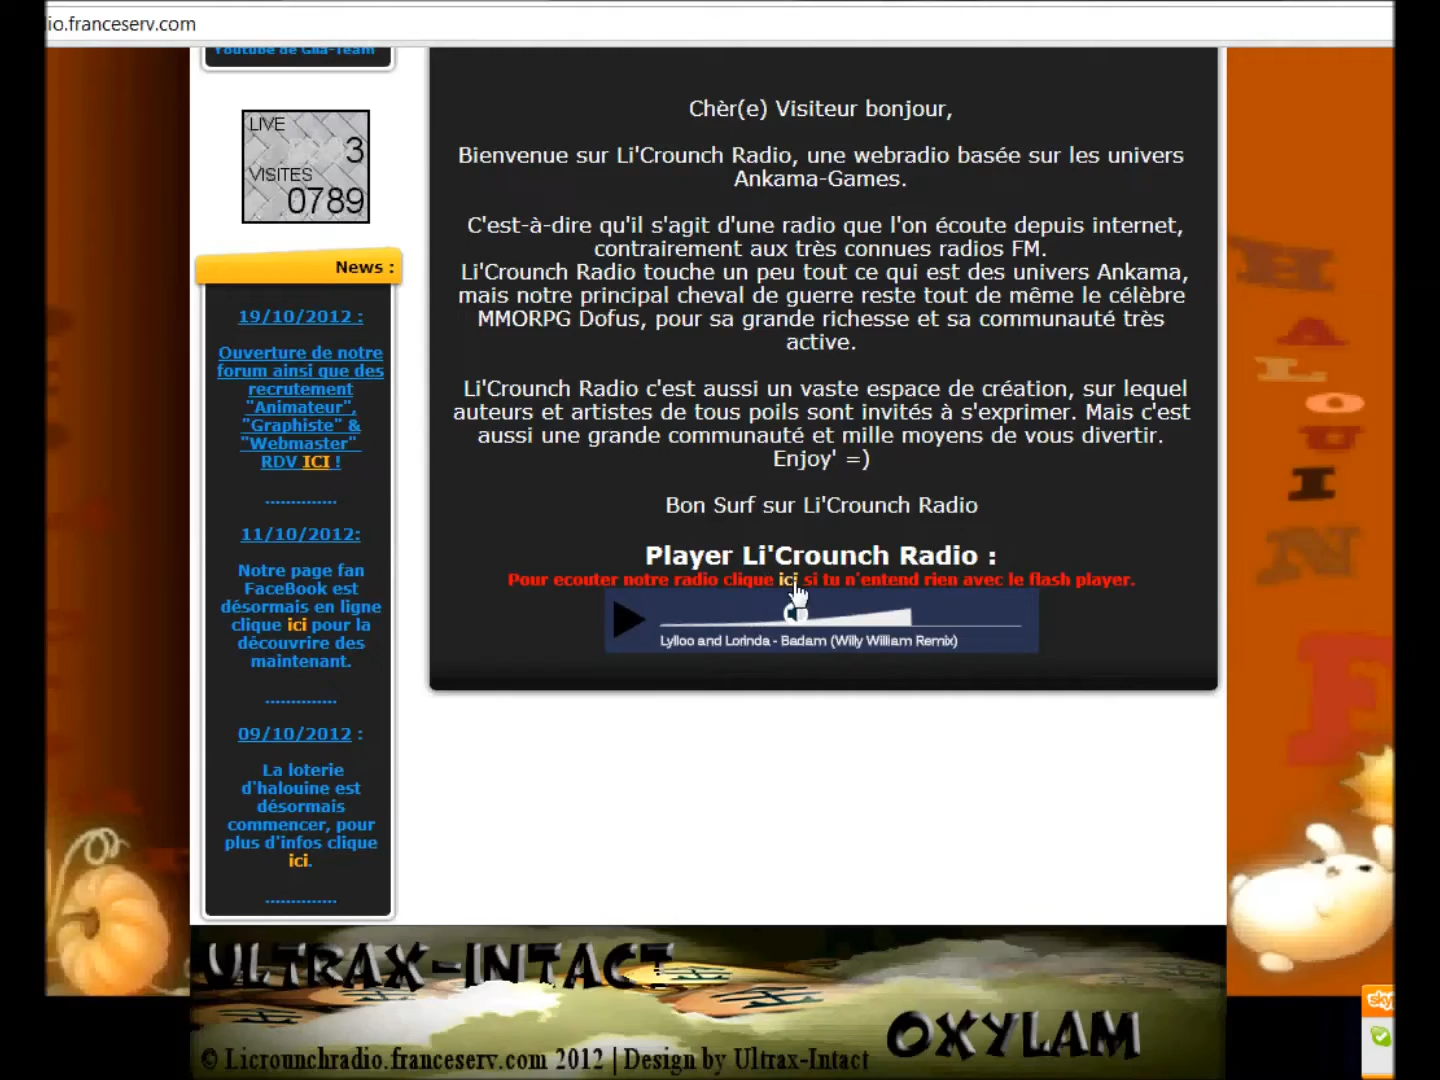 io.franceserv.com
Youtube de Giia-Team
LIVE
3
VISITES
0789
News :
19/10/2012 :
Ouverture de notre
forum ainsi que des
recrutement
"Animateur",
"Graphiste" &
"Webmaster"
RDV ICI !
..............
11/10/2012:
Notre page fan
FaceBook est
désormais en ligne
clique ici pour la
découvrire des
maintenant.
..............
09/10/2012 :
La loterie
d'halouine est
désormais
commencer, pour
plus d'infos clique
ici.
..............
Chèr(e) Visiteur bonjour,
Bienvenue sur Li'Crounch Radio, une webradio basée sur les univers
Ankama-Games.
C'est-à-dire qu'il s'agit d'une radio que l'on écoute depuis internet,
contrairement aux très connues radios FM.
Li'Crounch Radio touche un peu tout ce qui est des univers Ankama,
mais notre principal cheval de guerre reste tout de même le célèbre
MMORPG Dofus, pour sa grande richesse et sa communauté très
active.
Li'Crounch Radio c'est aussi un vaste espace de création, sur lequel
auteurs et artistes de tous poils sont invités à s'exprimer. Mais c'est
aussi une grande communauté et mille moyens de vous divertir.
Enjoy' =)
Bon Surf sur Li'Crounch Radio
Player Li'Crounch Radio :
Pour ecouter notre radio clique ici si tu n'entend rien avec le flash player.
Lylloo and Lorinda - Badam (Willy William Remix)
HALOUIN
F
ULTRAX-INTACT
OXYLAM
© Licrounchradio.franceserv.com 2012 | Design by Ultrax-Intact
sky